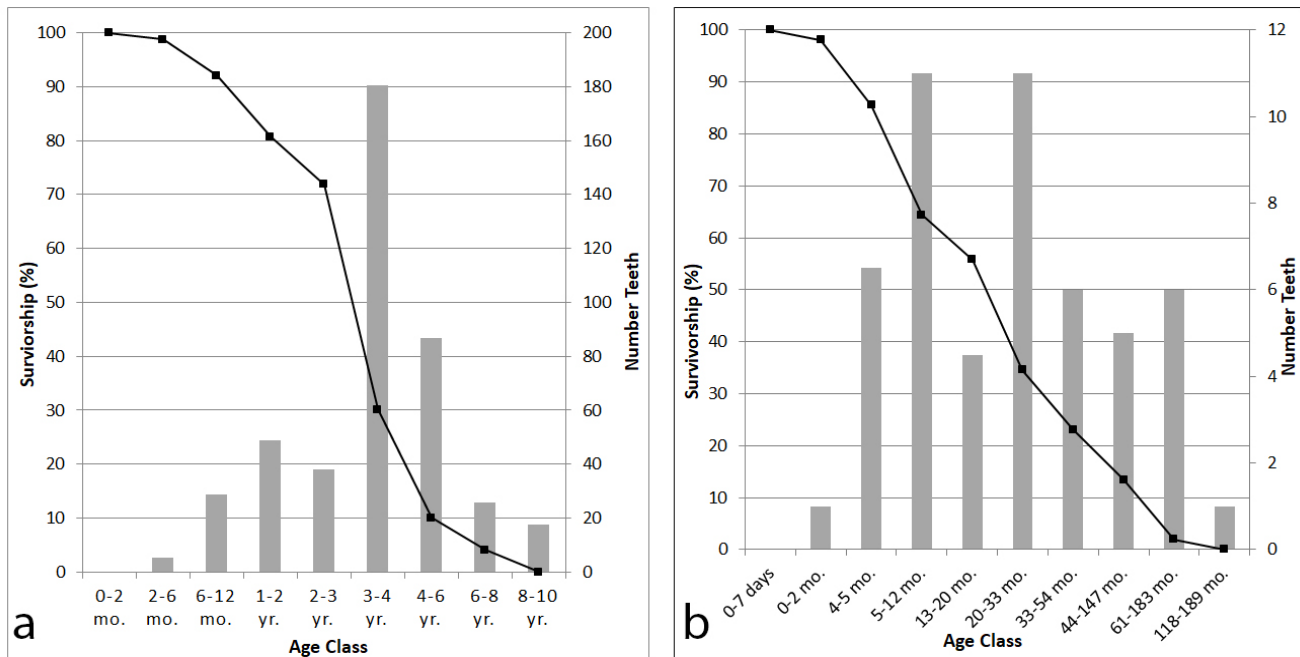 Surviorship (%)
100
90
80
70
60
50
40
30
20
10
0
200
180
160
140
120
100
80
60
40
20
0
Number Teeth
0-2 2-6 6-12 1-2 2-3 3-4 4-6 6-8 8-10
mo. mo. mo. yr. yr. yr. yr. yr. yr.
Age Class
a
Survivorship (%)
100
90
80
70
60
50
40
30
20
10
0
12
10
8
6
4
2
0
Number Teeth
0-7 days
0-2 mo.
4-5 mo.
5-12 mo.
13-20 mo.
20-33 mo.
33-54 mo.
44-147 mo.
61-183 mo.
118-189 mo.
Age Class
b